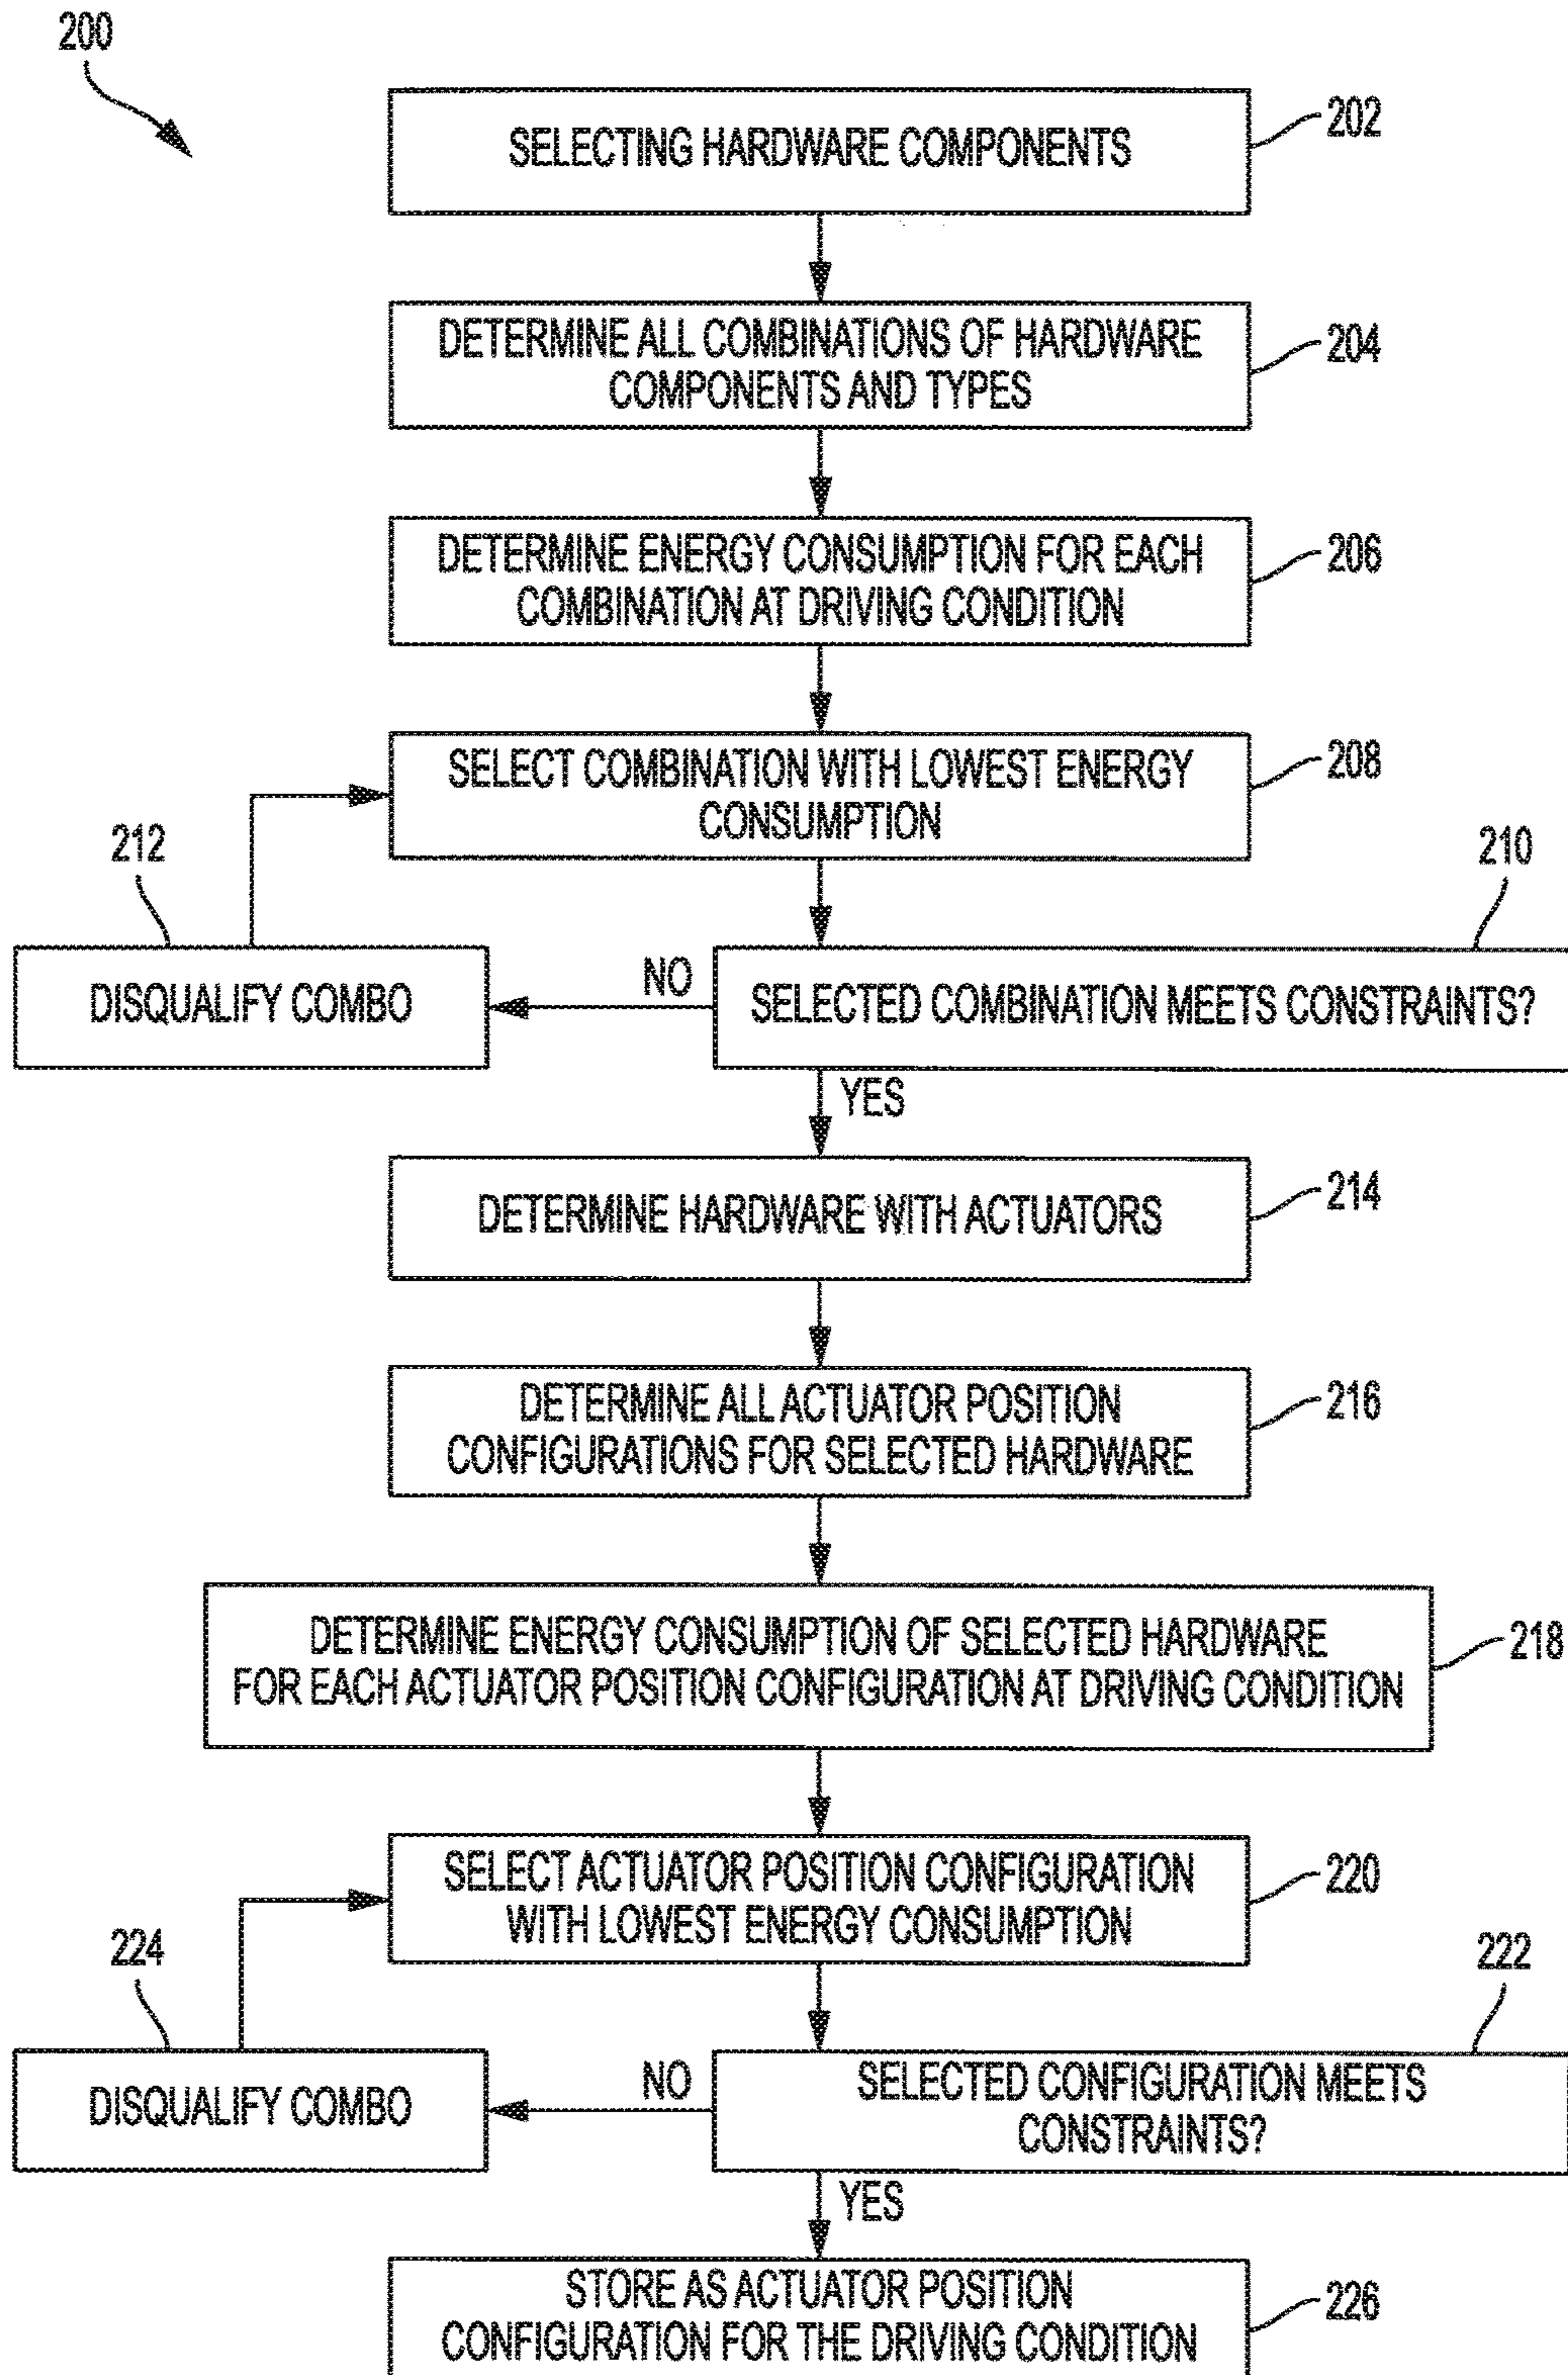 200
SELECTING HARDWARE COMPONENTS
202
DETERMINE ALL COMBINATIONS OF HARDWARE
COMPONENTS AND TYPES
204
DETERMINE ENERGY CONSUMPTION FOR EACH
COMBINATION AT DRIVING CONDITION
206
SELECT COMBINATION WITH LOWEST ENERGY
CONSUMPTION
208
212
210
DISQUALIFY COMBO
NO
SELECTED COMBINATION MEETS CONSTRAINTS?
YES
DETERMINE HARDWARE WITH ACTUATORS
214
DETERMINE ALL ACTUATOR POSITION
CONFIGURATIONS FOR SELECTED HARDWARE
216
DETERMINE ENERGY CONSUMPTION OF SELECTED HARDWARE
FOR EACH ACTUATOR POSITION CONFIGURATION AT DRIVING CONDITION
218
SELECT ACTUATOR POSITION CONFIGURATION
WITH LOWEST ENERGY CONSUMPTION
220
224
222
DISQUALIFY COMBO
NO
SELECTED CONFIGURATION MEETS
CONSTRAINTS?
YES
STORE AS ACTUATOR POSITION
CONFIGURATION FOR THE DRIVING CONDITION
226